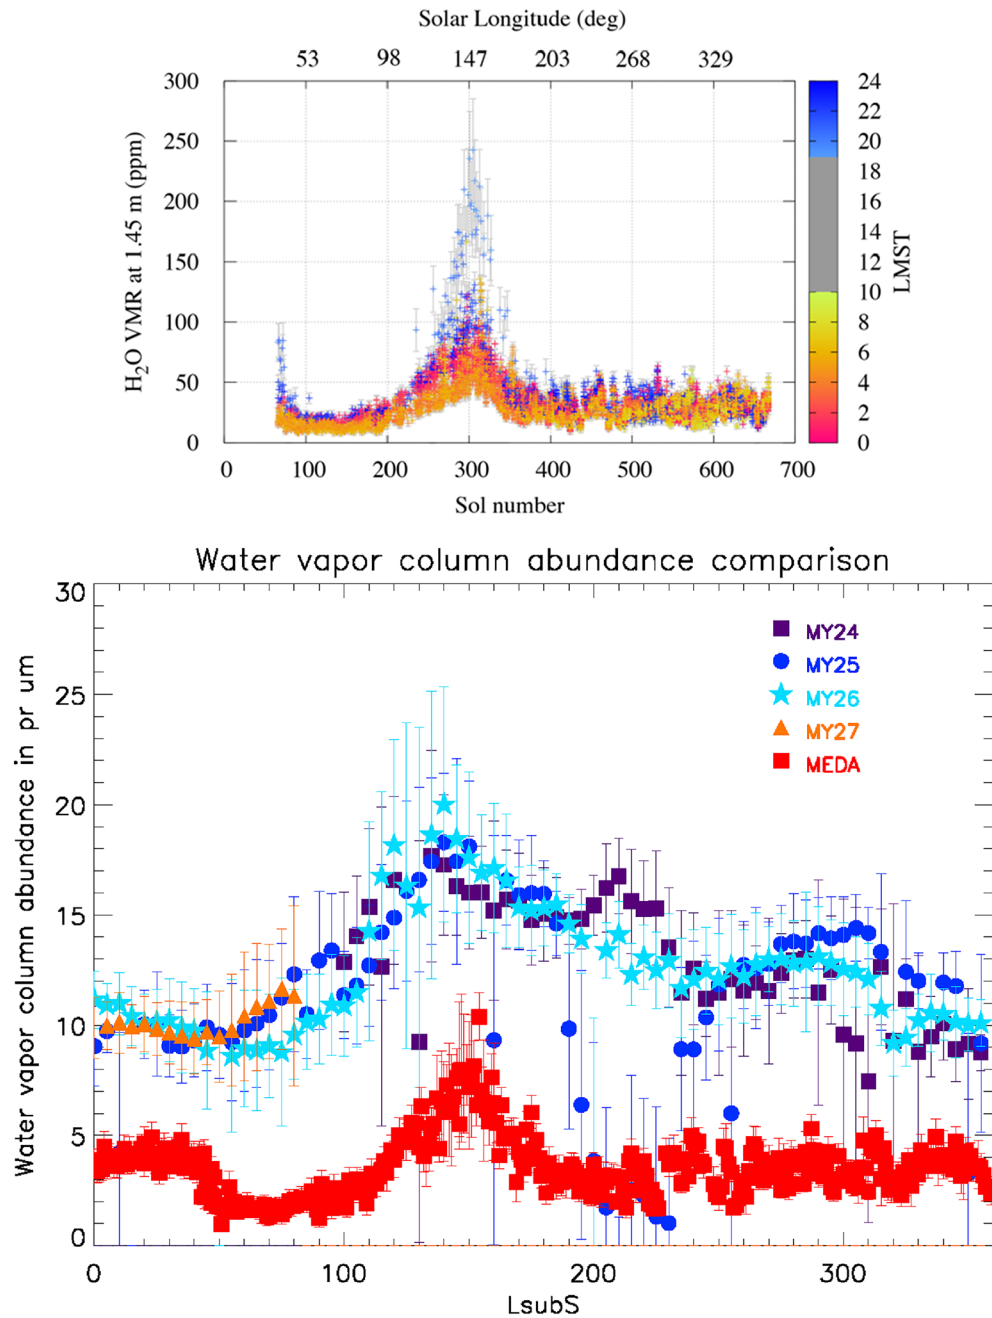 Solar Longitude (deg)
53 98 147 203 268 329
300
250
200
150
100
50
0
H2O VMR at 1.45 m (ppm)
0 100 200 300 400 500 600 700
Sol number
24
22
20
18
16
14
12
10
8
6
4
2
0
LMST
Water vapor column abundance comparison
30
25
20
15
10
5
0
Water vapor column abundance in pr um
MY24
MY25
MY26
MY27
MEDA
0 100 200 300
LsubS